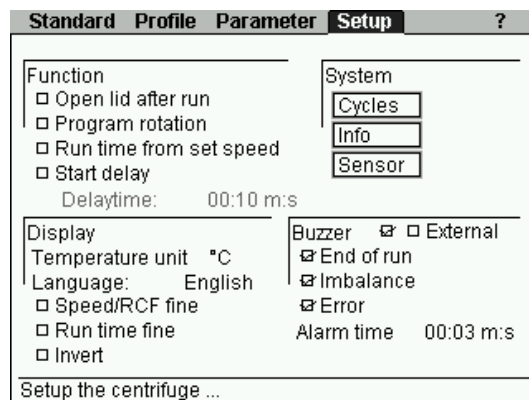 Standard Profile Parameter Setup ?
Function
Open lid after run
Program rotation
Run time from set speed
Start delay
Delaytime: 00:10 m:s
System
Cycles
Info
Sensor
Display
Temperature unit °C
Language: English
Speed/RCF fine
Run time fine
Invert
Buzzer External
End of run
Imbalance
Error
Alarm time 00:03 m:s
Setup the centrifuge ...